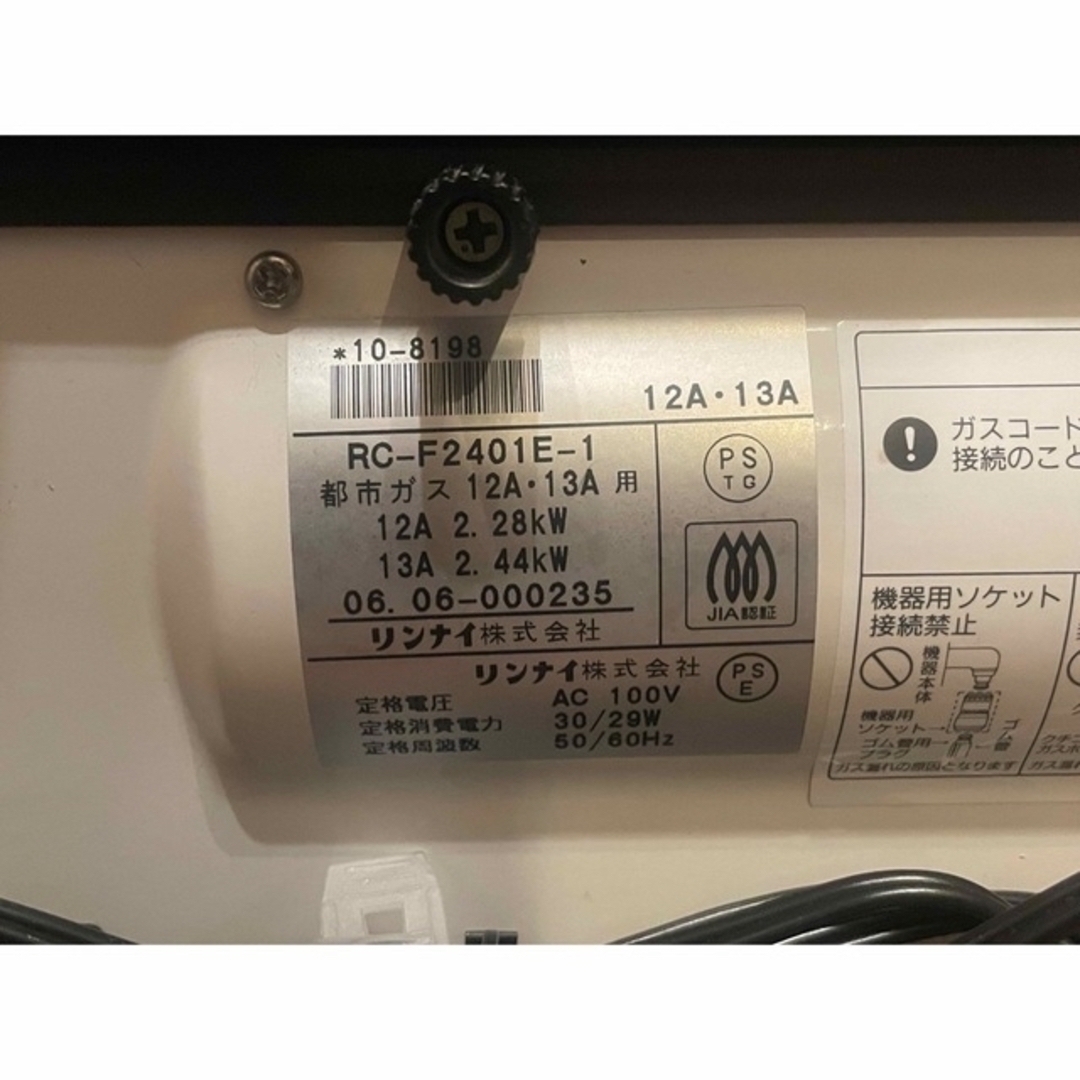 *10-8198
12A・13A
RC-F2401E-1
都市ガス 12A・13A 用
12A 2.28kW
13A 2.44kW
06.06-000235
リンナイ株式会社
PS
TG
JIA認証
リンナイ株式会社
定格電圧 AC 100V
定格消費電力 30/29W
定格周波数 50/60Hz
PS
E
ガスコード
接続のこと
機器用ソケット
接続禁止
機器本体
機器用
ソケット
ゴム管用
プラグ
ゴム管
ガス漏れの原因となります